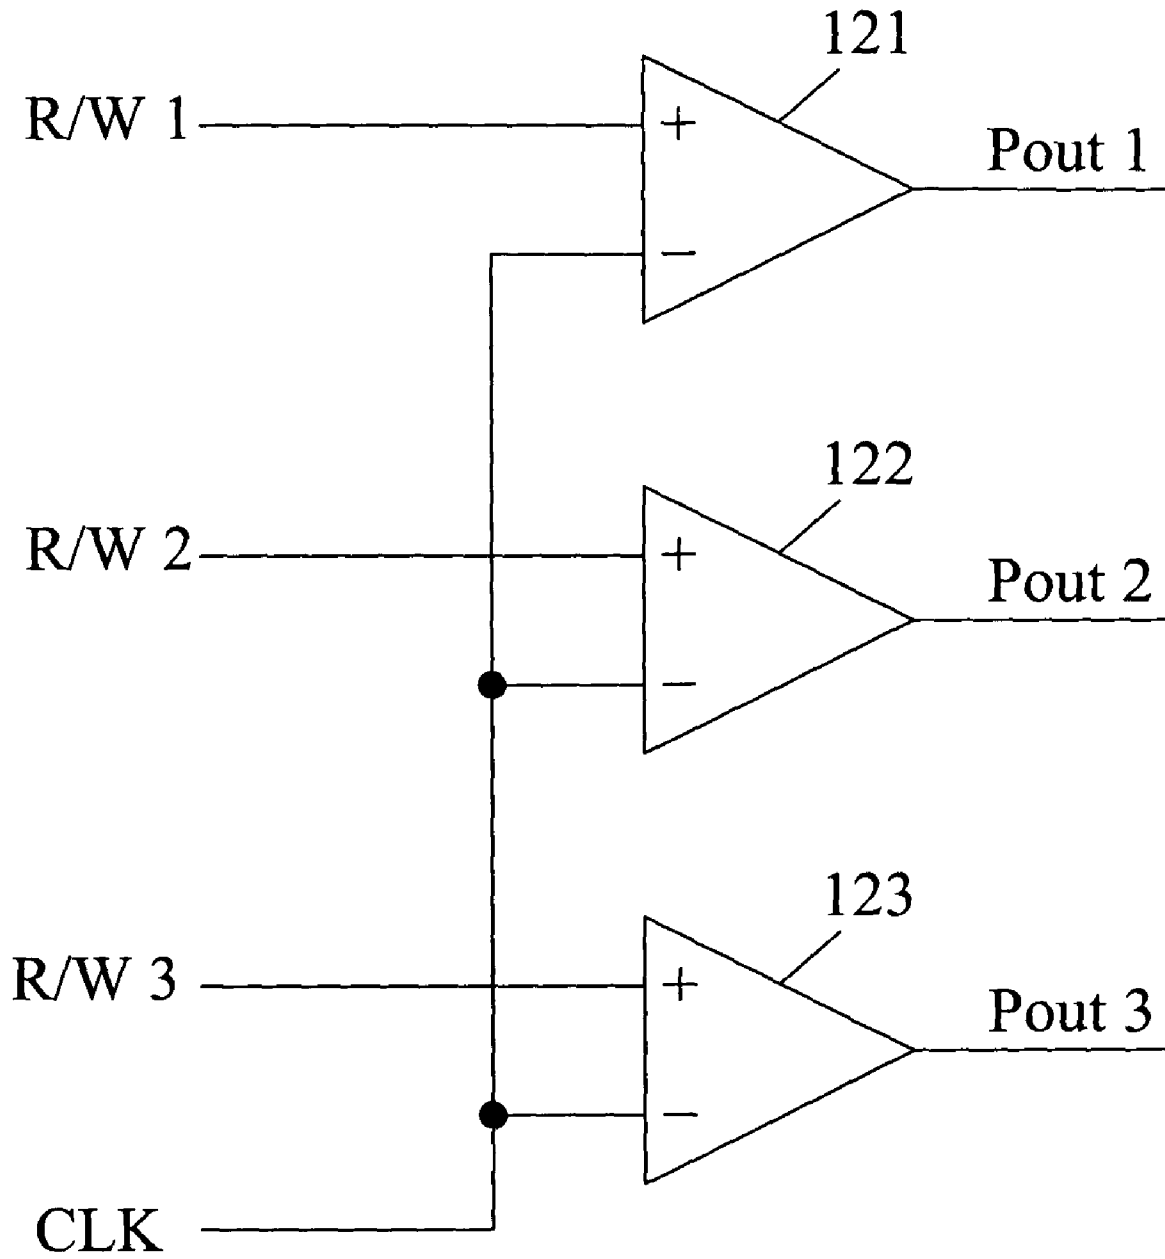 121
R/W 1
+
Pout 1
−
122
R/W 2
+
Pout 2
−
123
R/W 3
+
Pout 3
−
CLK